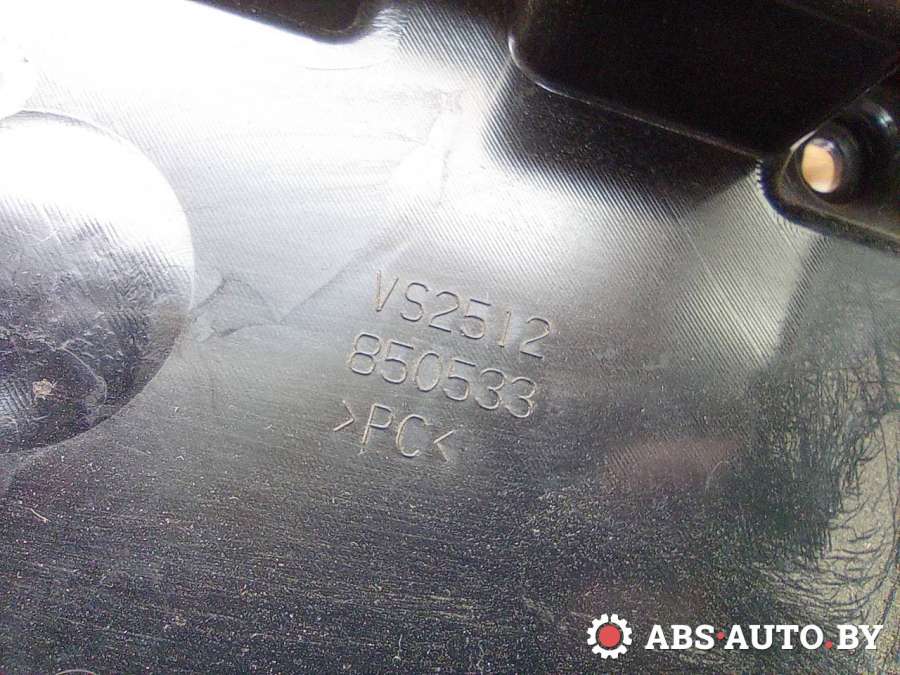 VS2512
850533
>PC<
ABS-AUTO.BY